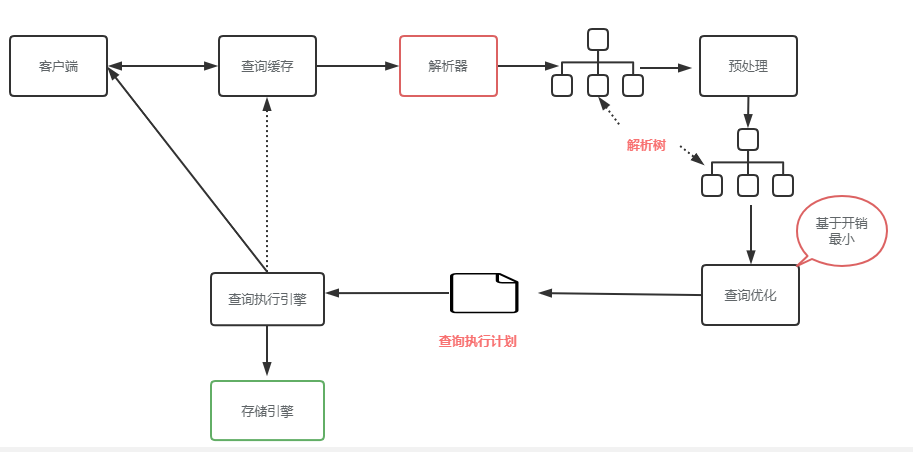 客户端
查询缓存
解析器
预处理
解析树
基于开销
最小
查询执行引擎
查询优化
查询执行计划
存储引擎